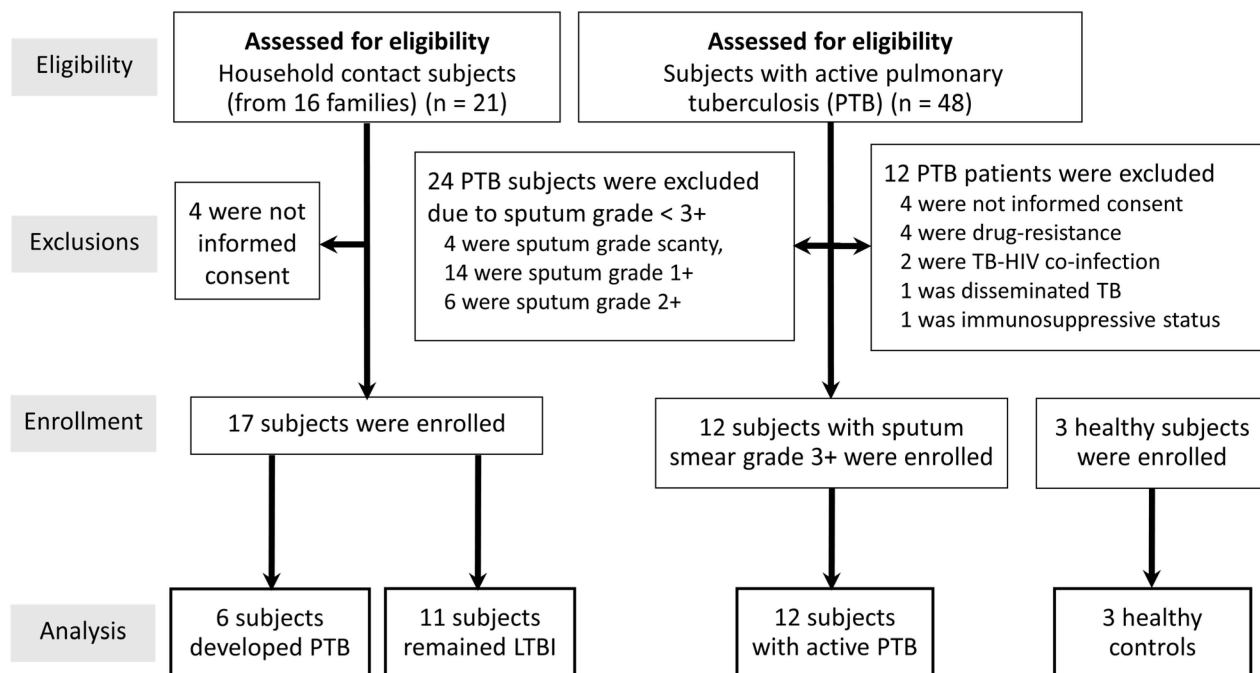 Eligibility
Assessed for eligibility
Household contact subjects
(from 16 families) (n = 21)
Assessed for eligibility
Subjects with active pulmonary
tuberculosis (PTB) (n = 48)
Exclusions
4 were not
informed
consent
24 PTB subjects were excluded
due to sputum grade < 3+
4 were sputum grade scanty,
14 were sputum grade 1+
6 were sputum grade 2+
12 PTB patients were excluded
4 were not informed consent
4 were drug-resistance
2 were TB-HIV co-infection
1 was disseminated TB
1 was immunosuppressive status
Enrollment
17 subjects were enrolled
12 subjects with sputum
smear grade 3+ were enrolled
3 healthy subjects
were enrolled
Analysis
6 subjects
developed PTB
11 subjects
remained LTBI
12 subjects
with active PTB
3 healthy
controls